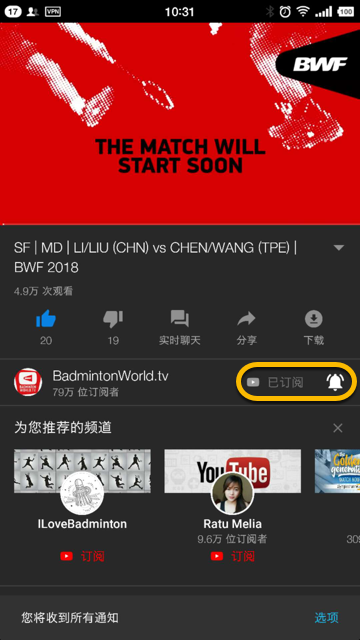 17 VPN 10:31 100
BWF
THE MATCH WILL
START SOON
SF | MD | LI/LIU (CHN) vs CHEN/WANG (TPE) |
BWF 2018
4.9万 次观看
20 19 实时聊天 分享 下载
BadmintonWorld.tv
79万 位订阅者
已订阅
为您推荐的频道
YouTube
ILoveBadminton
订阅
Ratu Melia
9.6万 位订阅者
订阅
309
您将收到所有通知 选项